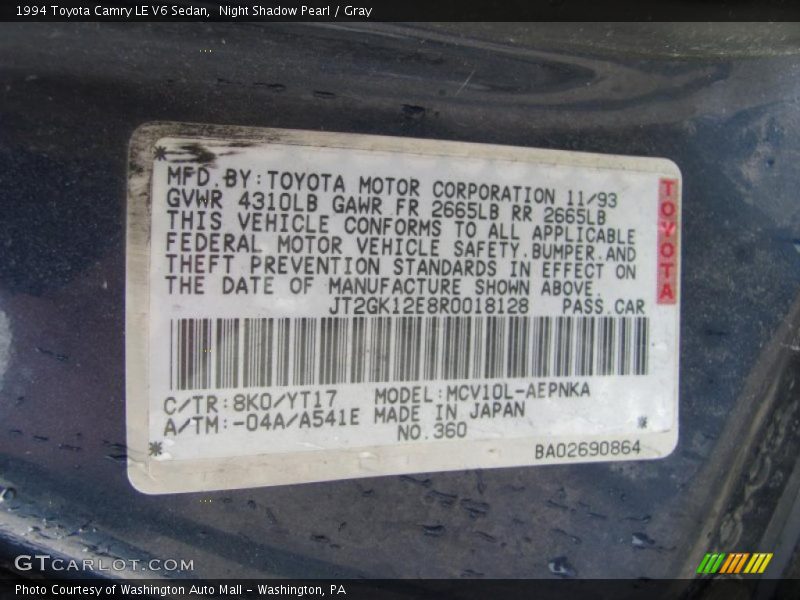 1994 Toyota Camry LE V6 Sedan,  Night Shadow Pearl / Gray
MFD.BY:TOYOTA MOTOR CORPORATION 11/93
GVWR 4310LB GAWR FR 2665LB RR 2665LB
THIS VEHICLE CONFORMS TO ALL APPLICABLE
FEDERAL MOTOR VEHICLE SAFETY.BUMPER.AND
THEFT PREVENTION STANDARDS IN EFFECT ON
THE DATE OF MANUFACTURE SHOWN ABOVE.
JT2GK12E8R0018128 PASS.CAR
TOYOTA
C/TR:8K0/YT17 MODEL:MCV10L-AEPNKA
A/TM:-04A/A541E MADE IN JAPAN
NO.360
BA02690864
GTCARLOT.COM
Photo Courtesy of Washington Auto Mall - Washington, PA